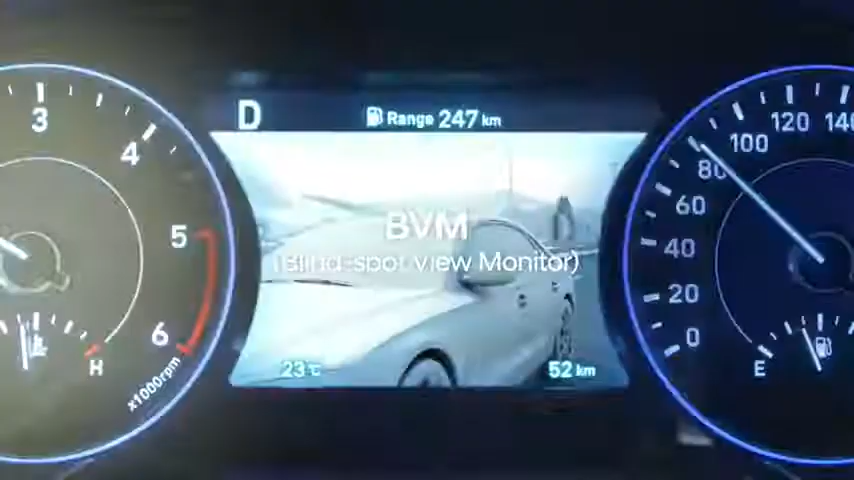 D
Range 247 km
3
4
5
6
x1000rpm
H
BVM
(Blind-spot view Monitor)
23℃
52 km
0
20
40
60
80
100
120
140
E